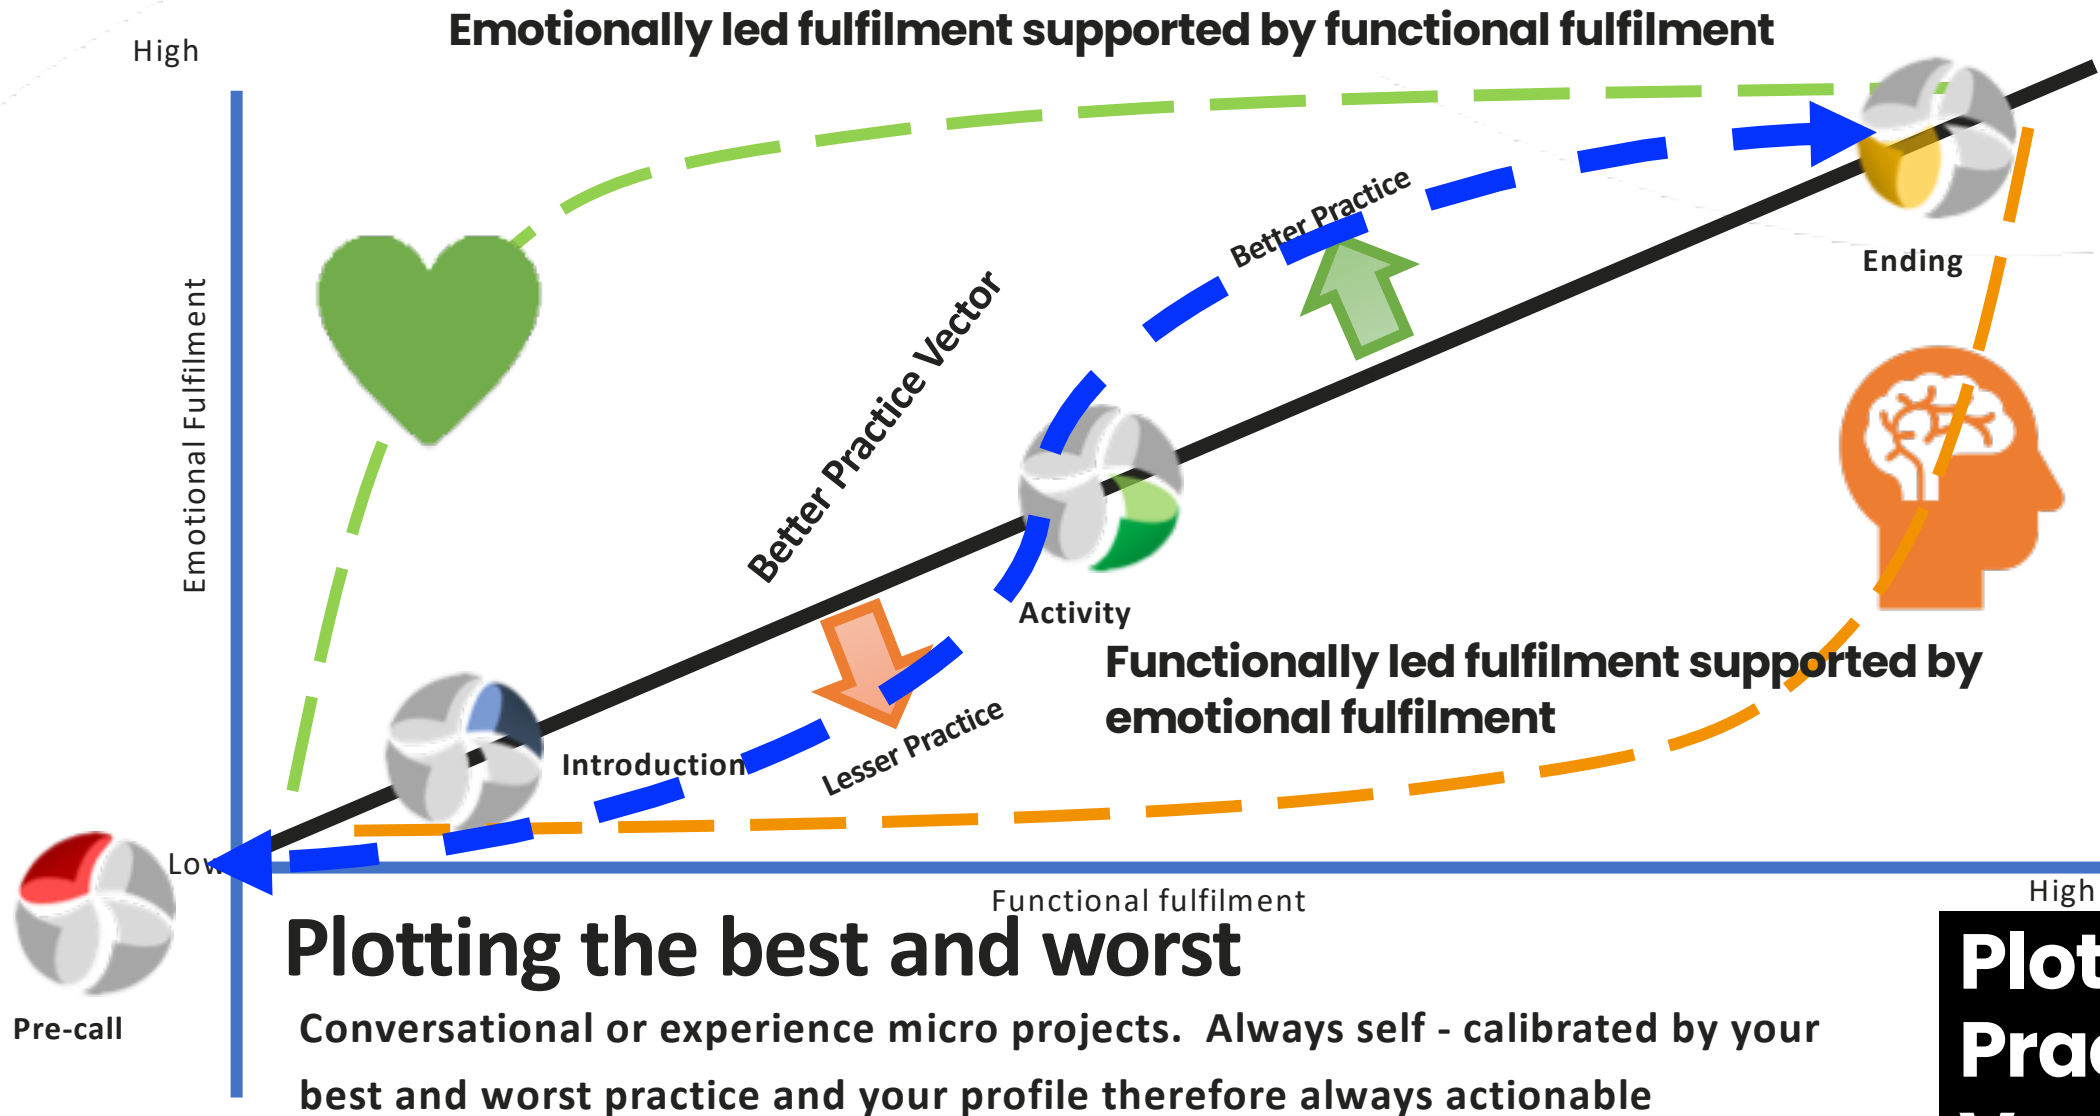 Emotionally led fulfilment supported by functional fulfilment
High
Better Practice
Ending
Emotional Fulfilment
Better Practice Vector
Activity
Functionally led fulfilment supported by
emotional fulfilment
Introduction
Lesser Practice
Low
Functional fulfilment
High
Plotting the best and worst
Pre-call
Conversational or experience micro projects.  Always self - calibrated by your
best and worst practice and your profile therefore always actionable